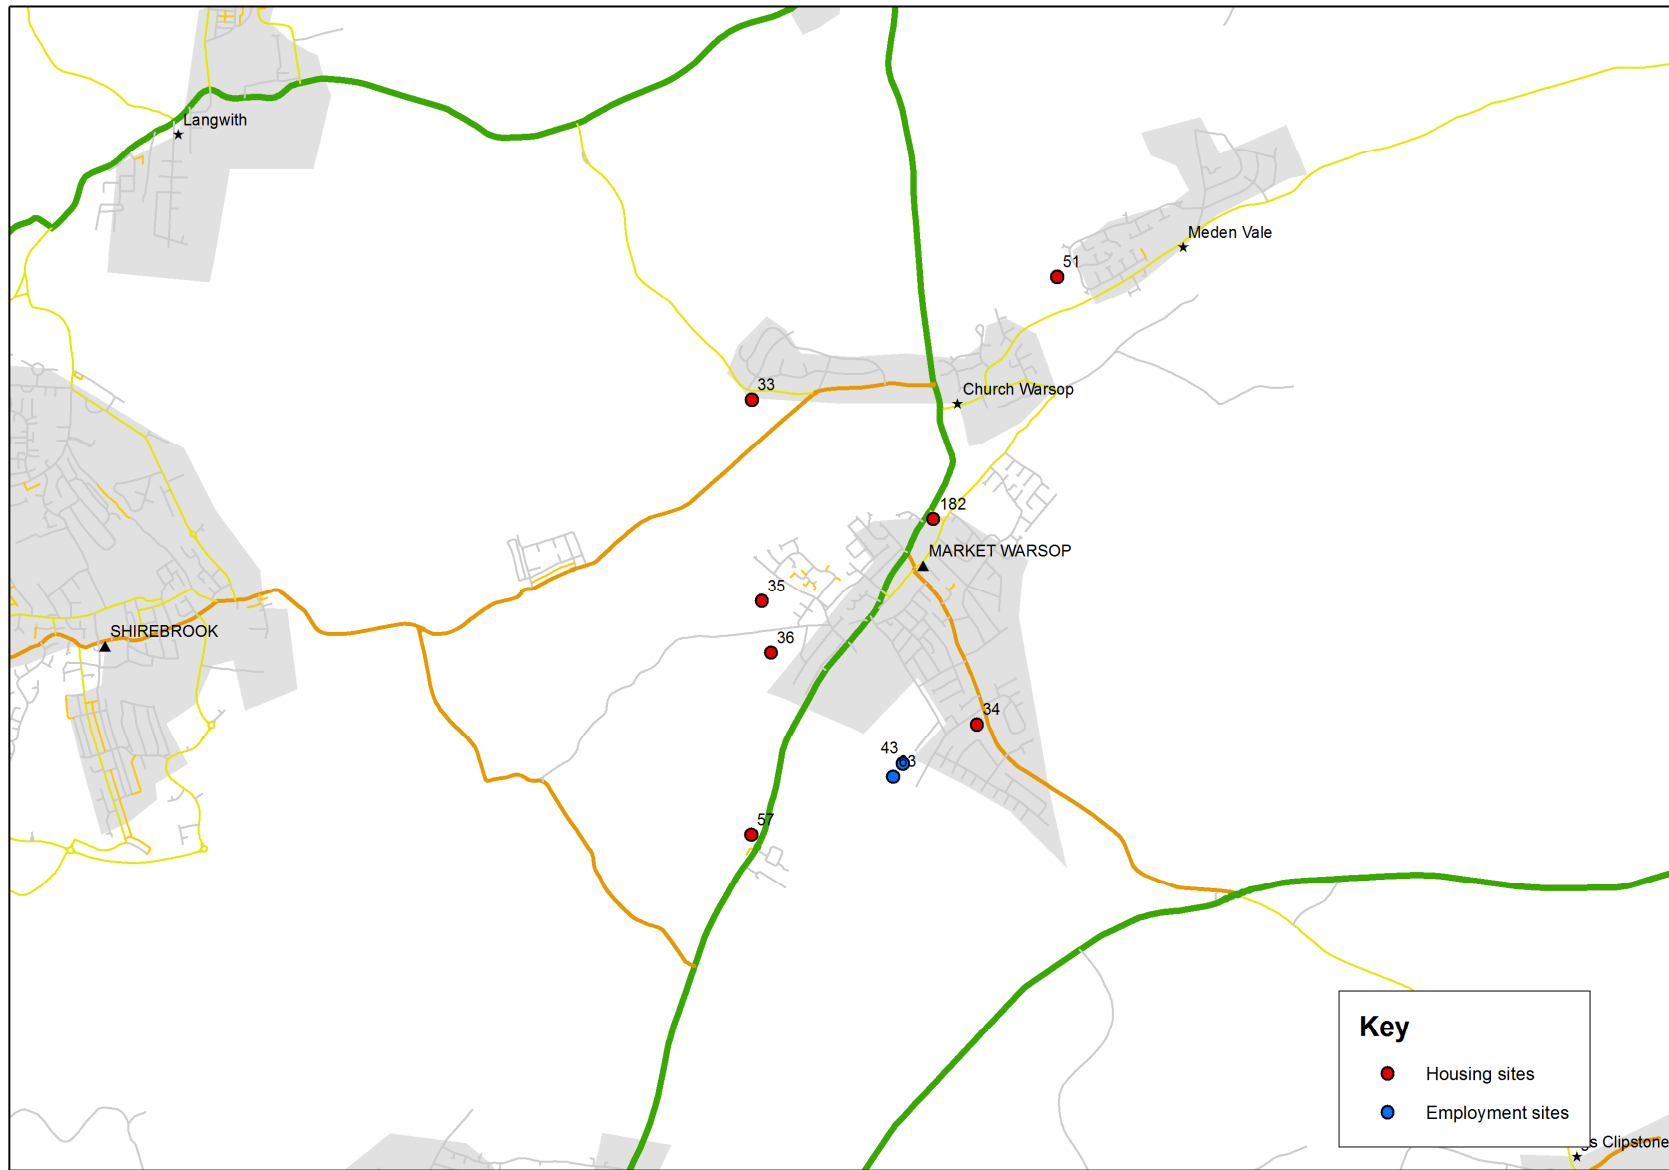 Langwith
Meden Vale
51
33
Church Warsop
182
MARKET WARSOP
35
SHIREBROOK
36
34
43
57
Key
Housing sites
Employment sites
Clipstone